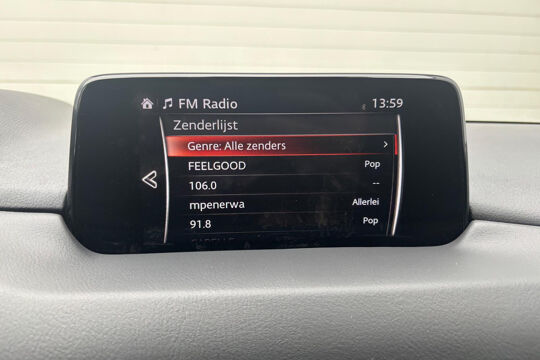 FM Radio 13:59
Zenderlijst
Genre: Alle zenders >
FEELGOOD Pop
106.0 --
mpenerwa Allerlei
91.8 Pop